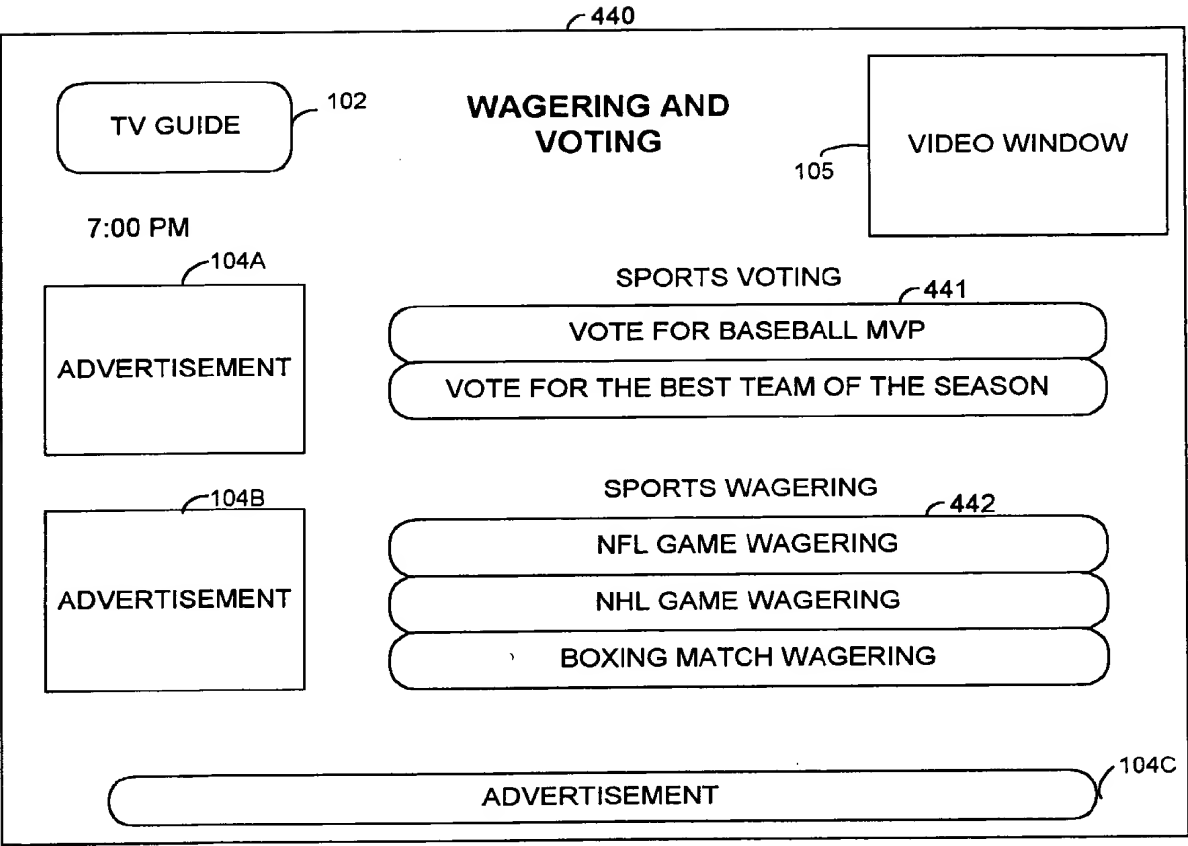 440
TV GUIDE
102
WAGERING AND
VOTING
105
VIDEO WINDOW
7:00 PM
104A
ADVERTISEMENT
SPORTS VOTING
441
VOTE FOR BASEBALL MVP
VOTE FOR THE BEST TEAM OF THE SEASON
104B
ADVERTISEMENT
SPORTS WAGERING
442
NFL GAME WAGERING
NHL GAME WAGERING
BOXING MATCH WAGERING
ADVERTISEMENT
104C